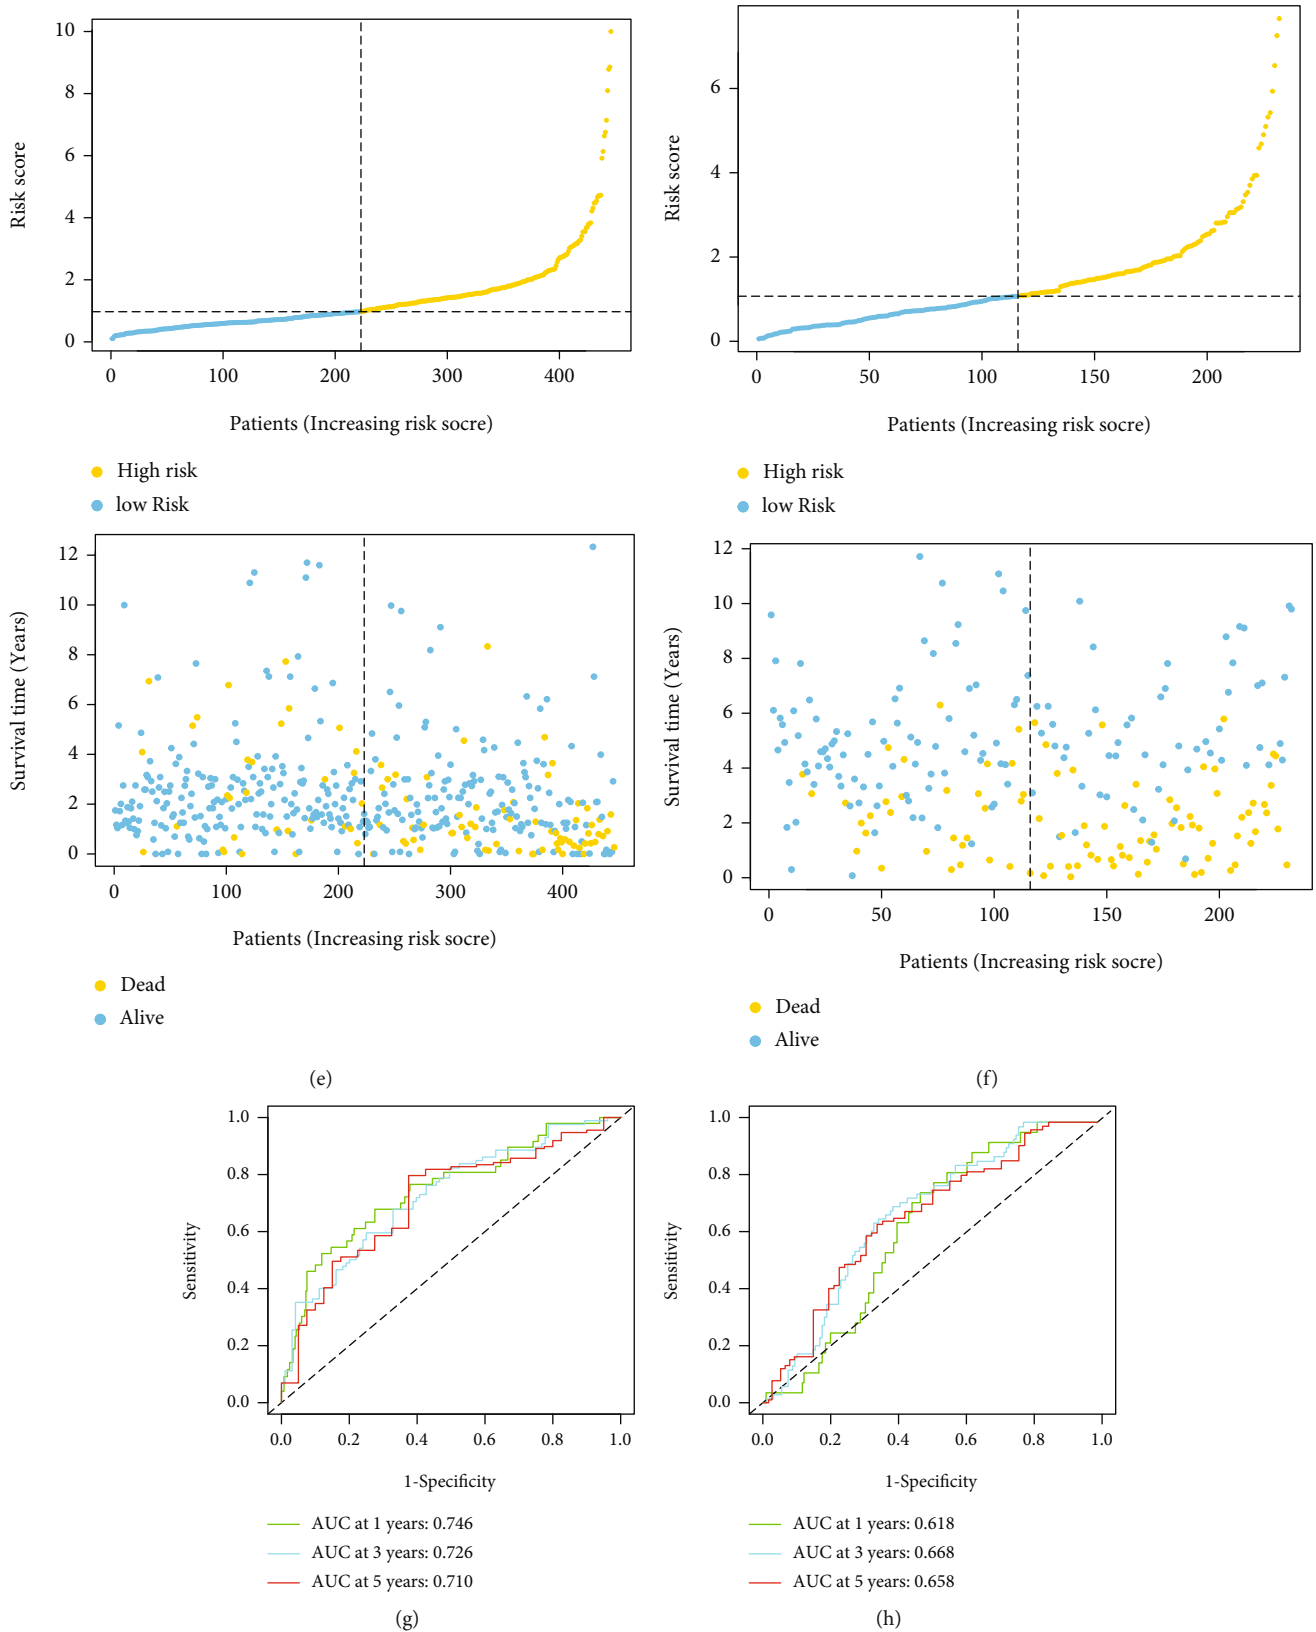 10
8
6
4
2
0
Risk score
0 100 200 300 400
Patients (Increasing risk socre)
High risk
low Risk
6
4
2
0
Risk score
0 50 100 150 200
Patients (Increasing risk socre)
High risk
low Risk
12
10
8
6
4
2
0
Survival time (Years)
0 100 200 300 400
Patients (Increasing risk socre)
Dead
Alive
(e)
12
10
8
6
4
2
0
Survival time (Years)
0 50 100 150 200
Patients (Increasing risk socre)
Dead
Alive
(f)
1.0
0.8
0.6
0.4
0.2
0.0
Sensitivity
0.0 0.2 0.4 0.6 0.8 1.0
1-Specificity
AUC at 1 years: 0.746
AUC at 3 years: 0.726
AUC at 5 years: 0.710
(g)
1.0
0.8
0.6
0.4
0.2
0.0
Sensitivity
0.0 0.2 0.4 0.6 0.8 1.0
1-Specificity
AUC at 1 years: 0.618
AUC at 3 years: 0.668
AUC at 5 years: 0.658
(h)